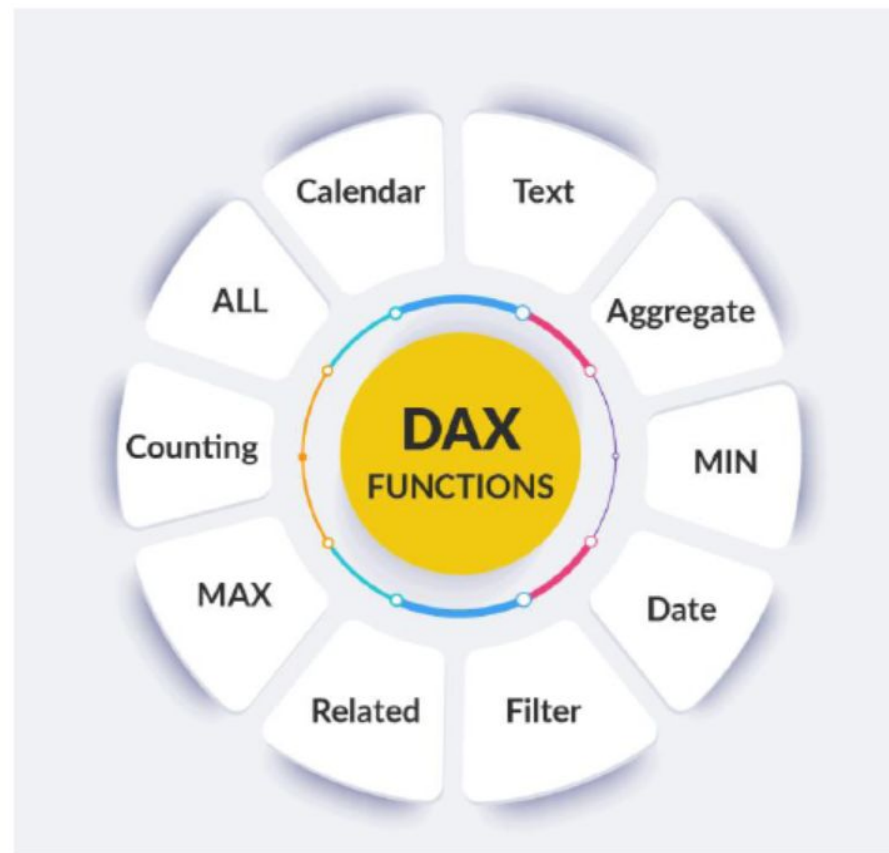 Calendar
Text
ALL
Aggregate
Counting
DAX
FUNCTIONS
MIN
MAX
Date
Related
Filter